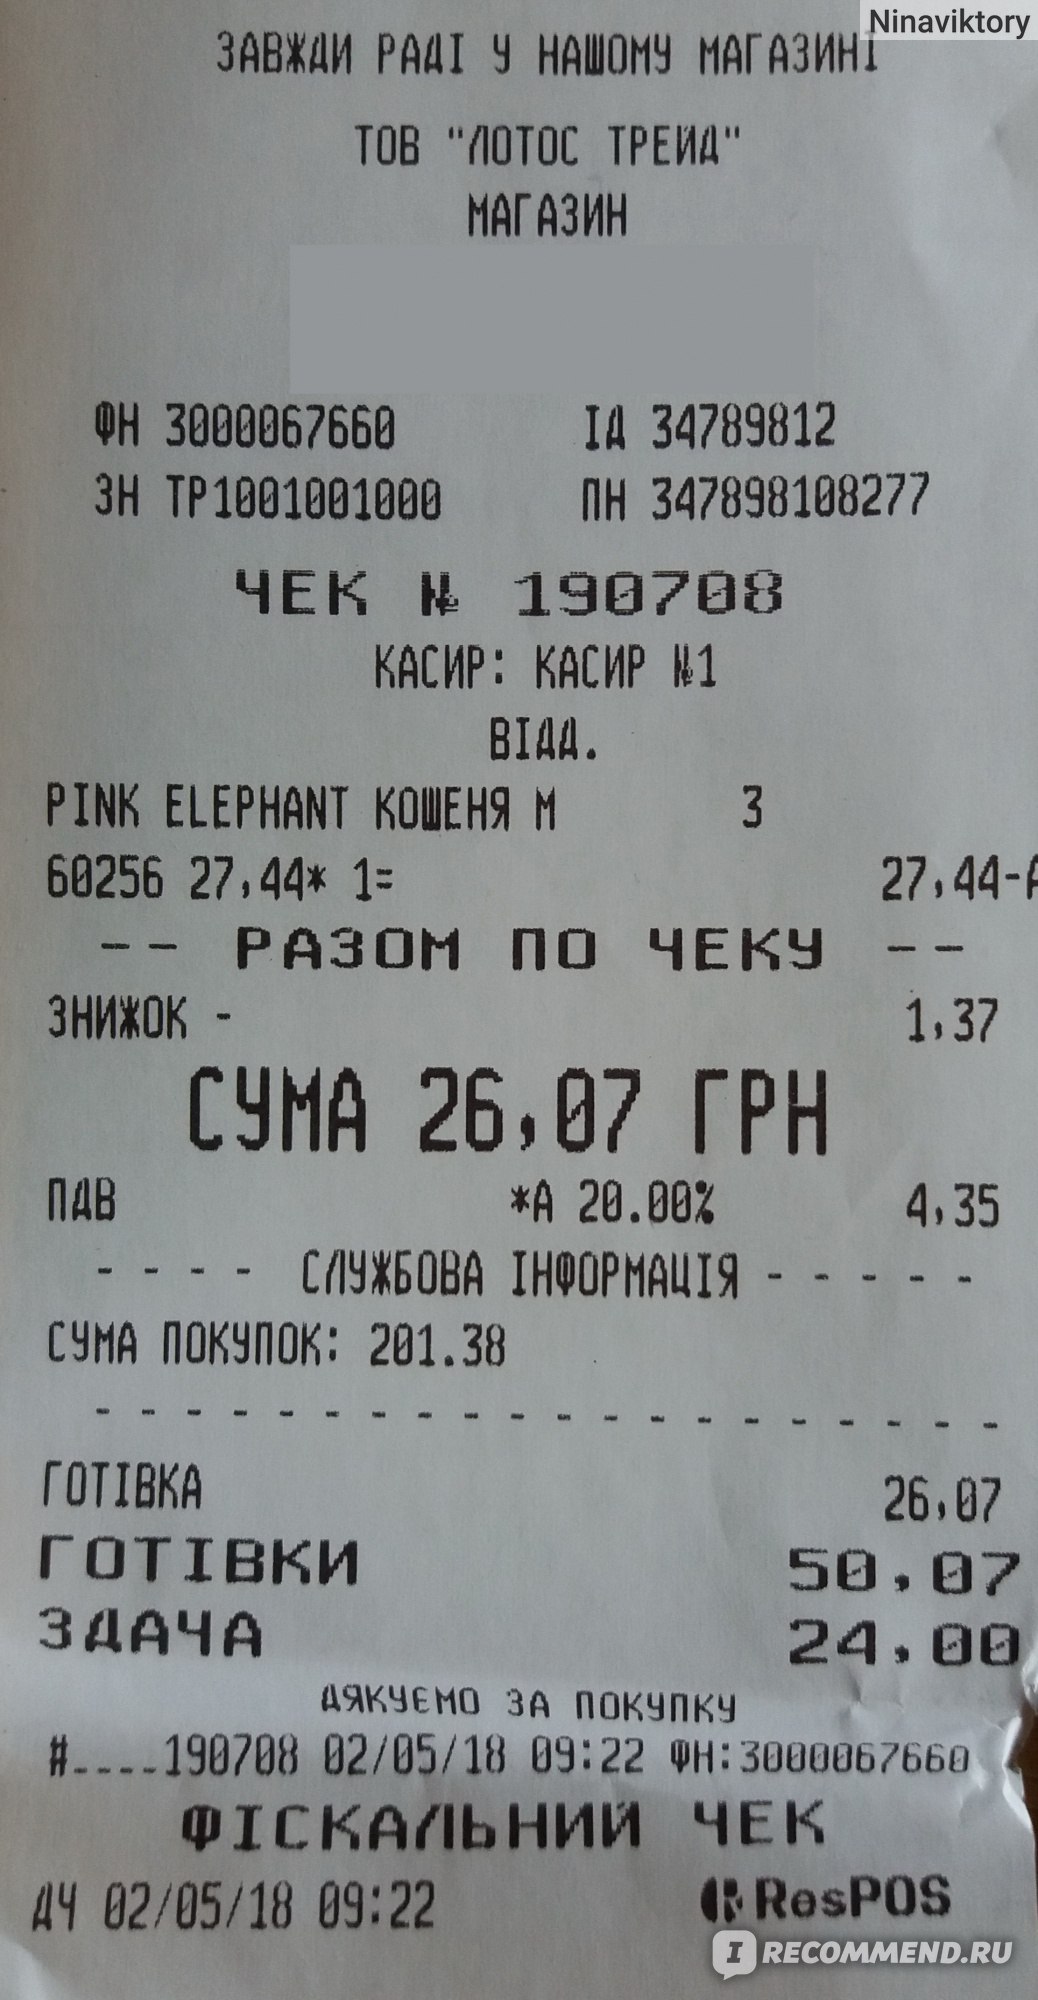 Ninaviktory
ЗАВЖДИ РАДІ У НАШОМУ МАГАЗИНІ
ТОВ "ЛОТОС ТРЕЙД"
МАГАЗИН
ФН 3000067660 ІД 34789812
ЗН ТР1001001000 ПН 347898108277
ЧЕК № 190708
КАСИР: КАСИР №1
ВІДД.
PINK ELEPHANT КОШЕНЯ М 3
60256 27,44* 1= 27,44-А
-- РАЗОМ ПО ЧЕКУ --
ЗНИЖОК - 1,37
СУМА 26,07 ГРН
ПДВ *А 20.00% 4,35
- - - - СЛУЖБОВА ІНФОРМАЦІЯ - - - - -
СУМА ПОКУПОК: 201.38
- - - - - - - - - - - - - - - - - - - -
ГОТІВКА 26,07
ГОТІВКИ 50,07
ЗДАЧА 24,00
ДЯКУЄМО ЗА ПОКУПКУ
#....190708 02/05/18 09:22 ФН:3000067660
ФІСКАЛЬНИЙ ЧЕК
ДЧ 02/05/18 09:22 ResPOS
I RECOMMEND.RU